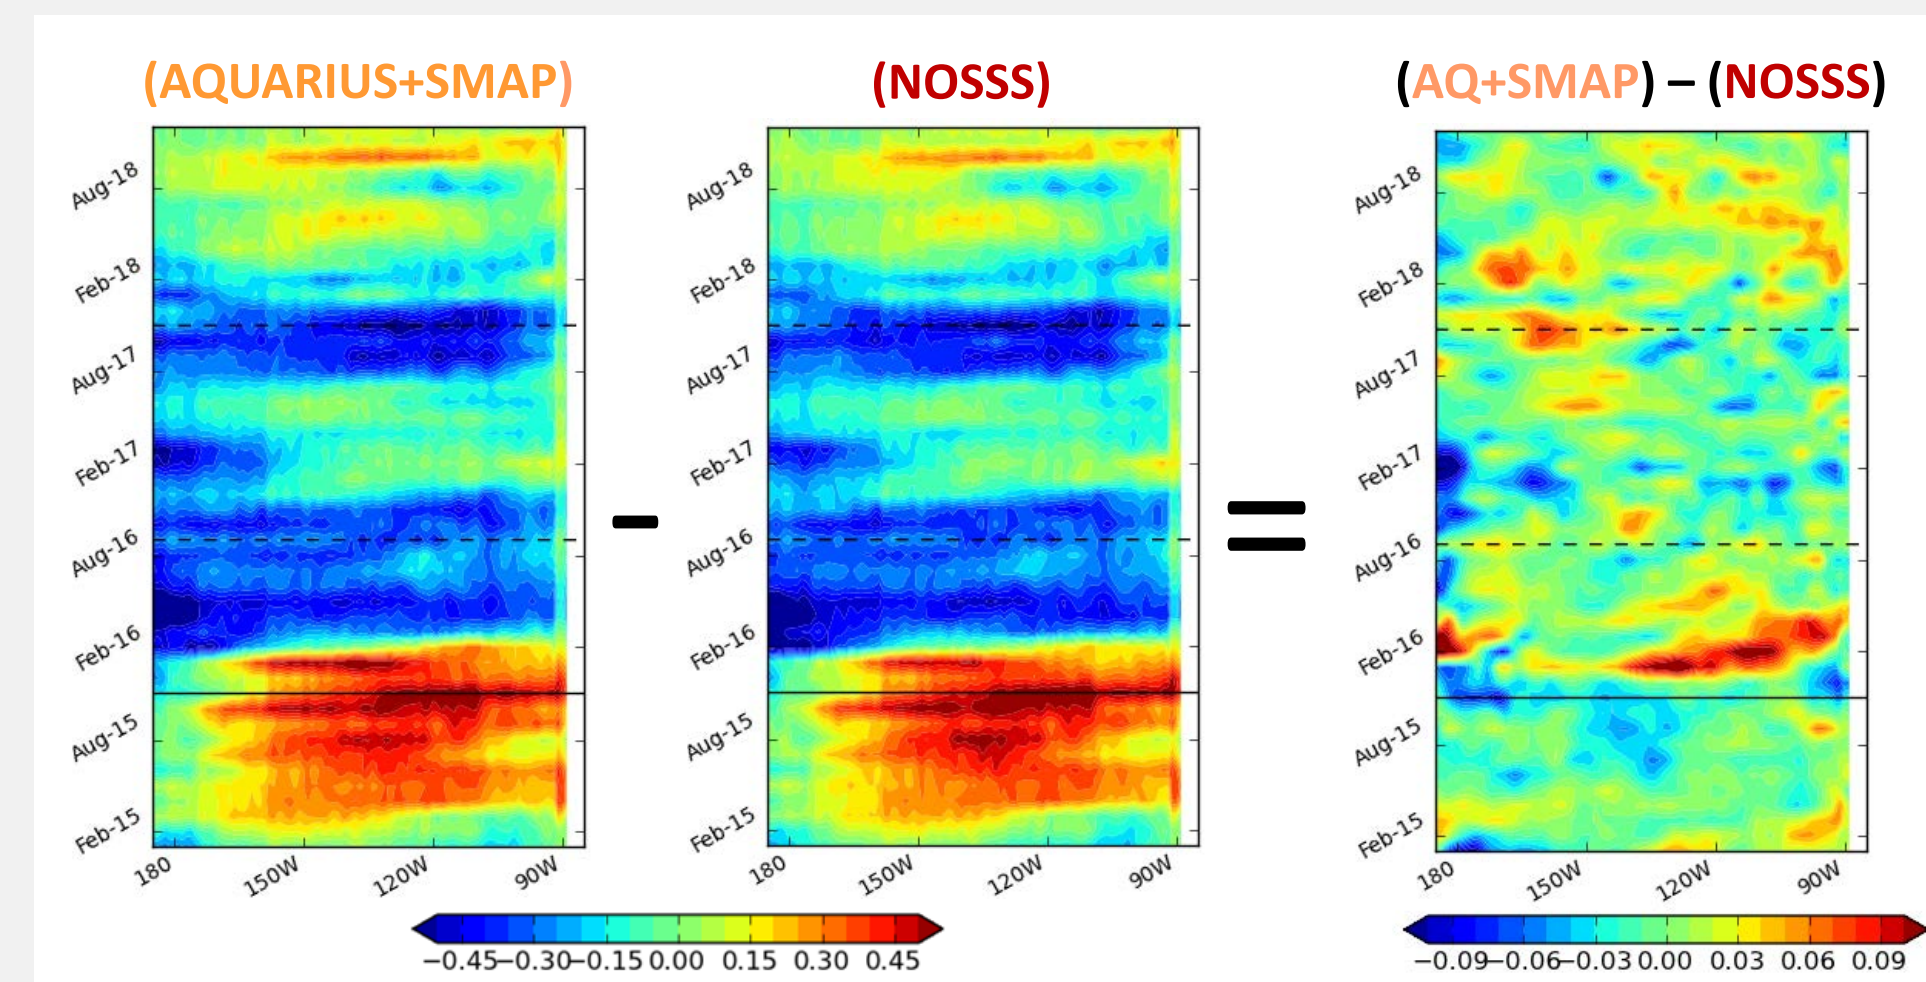 (AQUARIUS+SMAP)
(NOSSS)
(AQ+SMAP) – (NOSSS)
Aug-18
Feb-18
Aug-17
Feb-17
Aug-16
Feb-16
Aug-15
Feb-15
180
150W
120W
90W
-
Aug-18
Feb-18
Aug-17
Feb-17
Aug-16
Feb-16
Aug-15
Feb-15
180
150W
120W
90W
=
Aug-18
Feb-18
Aug-17
Feb-17
Aug-16
Feb-16
Aug-15
Feb-15
180
150W
120W
90W
−0.45−0.30−0.15 0.00 0.15 0.30 0.45
−0.09−0.06−0.03 0.00 0.03 0.06 0.09